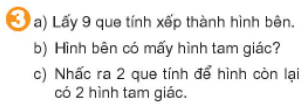 3 a) Lấy 9 que tính xếp thành hình bên.
b) Hình bên có mấy hình tam giác?
c) Nhấc ra 2 que tính để hình còn lại
có 2 hình tam giác.